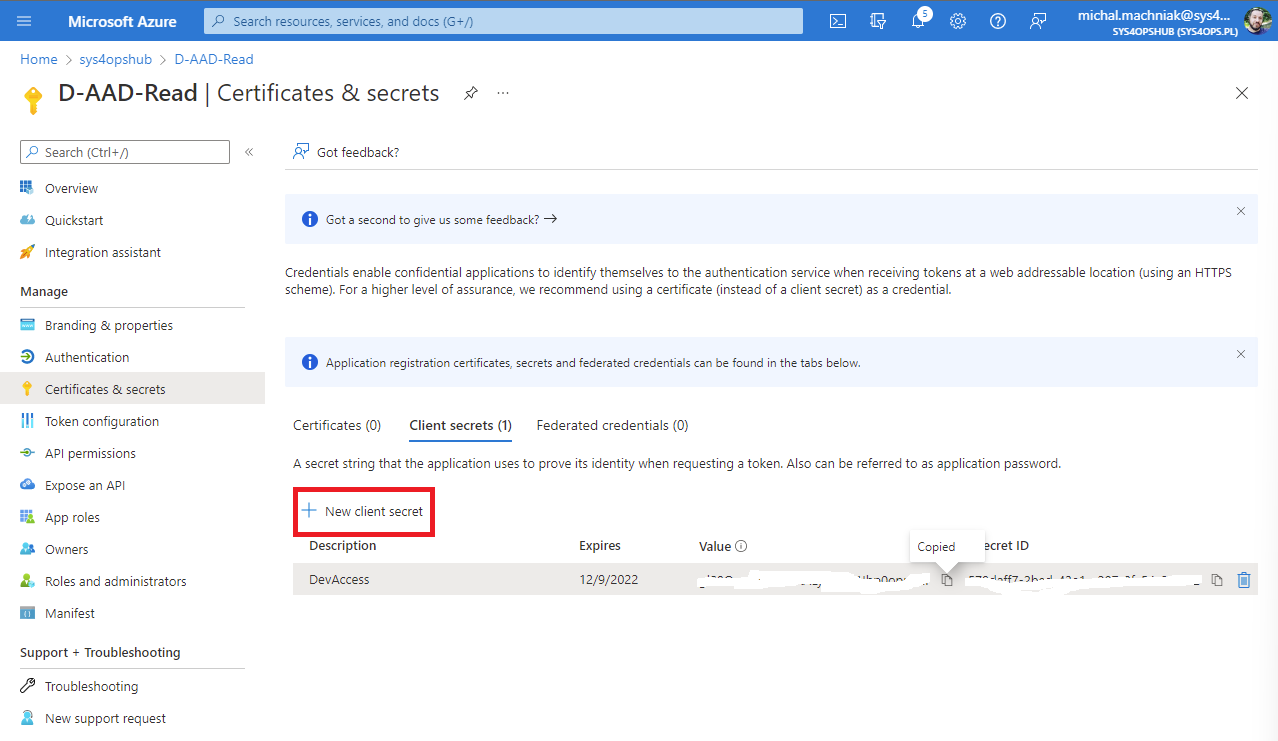 Microsoft Azure
Search resources, services, and docs (G+/)
5
michal.machniak@sys4...
SYS4OPSHUB (SYS4OPS.PL)
Home > sys4opshub > D-AAD-Read
D-AAD-Read | Certificates & secrets
...
Search (Ctrl+/)
«
Overview
Quickstart
Integration assistant
Manage
Branding & properties
Authentication
Certificates & secrets
Token configuration
API permissions
Expose an API
App roles
Owners
Roles and administrators
Manifest
Support + Troubleshooting
Troubleshooting
New support request
Got feedback?
Got a second to give us some feedback? →
Credentials enable confidential applications to identify themselves to the authentication service when receiving tokens at a web addressable location (using an HTTPS
scheme). For a higher level of assurance, we recommend using a certificate (instead of a client secret) as a credential.
Application registration certificates, secrets and federated credentials can be found in the tabs below.
Certificates (0) Client secrets (1) Federated credentials (0)
A secret string that the application uses to prove its identity when requesting a token. Also can be referred to as application password.
New client secret
Copied
Description Expires Value ID
DevAccess 12/9/2022